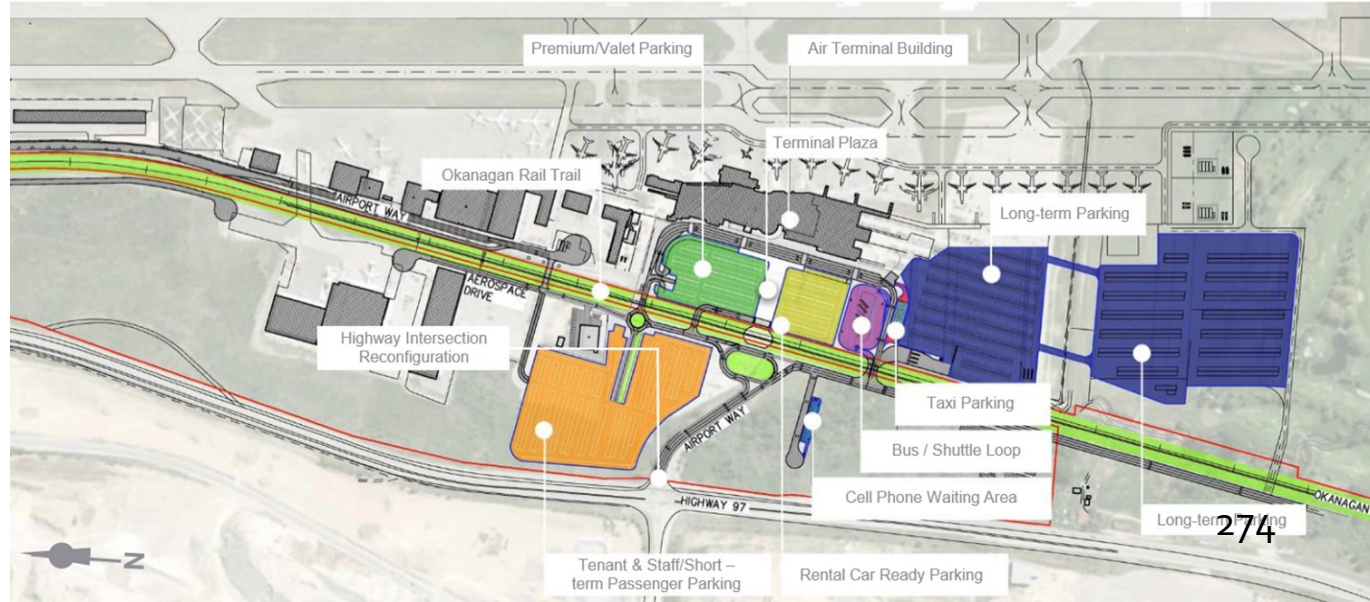 Premium/Valet Parking
Air Terminal Building
Terminal Plaza
Okanagan Rail Trail
Long-term Parking
AIRPORT WAY
AEROSPACE
DRIVE
Highway Intersection
Reconfiguration
Taxi Parking
AIRPORT WAY
Bus / Shuttle Loop
Cell Phone Waiting Area
HIGHWAY 97
OKANAGAN
Long-term Parking
274
N
Tenant & Staff/Short –
term Passenger Parking
Rental Car Ready Parking